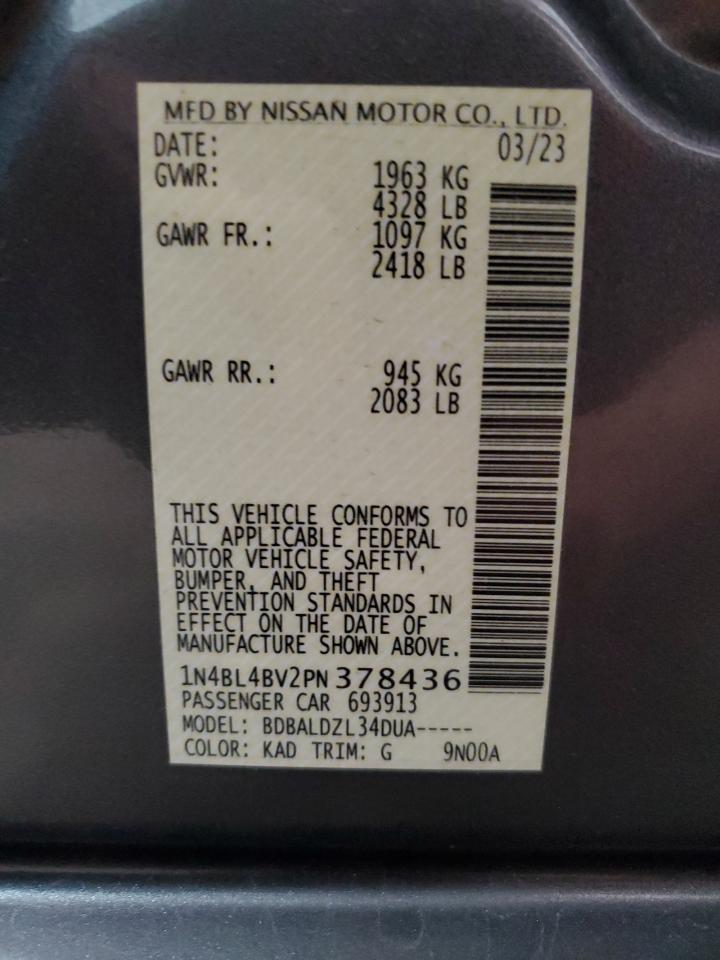 MFD BY NISSAN MOTOR CO., LTD.
DATE: 03/23
GVWR: 1963 KG
4328 LB
GAWR FR.: 1097 KG
2418 LB
GAWR RR.: 945 KG
2083 LB
THIS VEHICLE CONFORMS TO
ALL APPLICABLE FEDERAL
MOTOR VEHICLE SAFETY,
BUMPER, AND THEFT
PREVENTION STANDARDS IN
EFFECT ON THE DATE OF
MANUFACTURE SHOWN ABOVE.
1N4BL4BV2PN378436
PASSENGER CAR 693913
MODEL: BDBALDZL34DUA-----
COLOR: KAD TRIM: G 9N00A